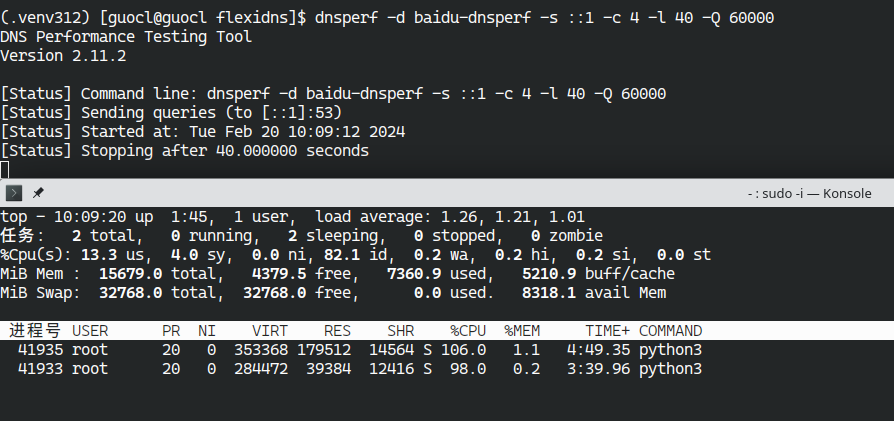 (.venv312) [guocl@guocl flexidns]$ dnsperf -d baidu-dnsperf -s ::1 -c 4 -l 40 -Q 60000
DNS Performance Testing Tool
Version 2.11.2
[Status] Command line: dnsperf -d baidu-dnsperf -s ::1 -c 4 -l 40 -Q 60000
[Status] Sending queries (to [::1]:53)
[Status] Started at: Tue Feb 20 10:09:12 2024
[Status] Stopping after 40.000000 seconds
- : sudo -i — Konsole
top - 10:09:20 up  1:45,  1 user,  load average: 1.26, 1.21, 1.01
任务:   2 total,   0 running,   2 sleeping,   0 stopped,   0 zombie
%Cpu(s): 13.3 us,  4.0 sy,  0.0 ni, 82.1 id,  0.2 wa,  0.2 hi,  0.2 si,  0.0 st
MiB Mem :  15679.0 total,   4379.5 free,   7360.9 used,   5210.9 buff/cache
MiB Swap:  32768.0 total,  32768.0 free,      0.0 used.   8318.1 avail Mem
进程号 USER      PR  NI    VIRT    RES    SHR    %CPU  %MEM     TIME+ COMMAND
41935 root      20   0  353368 179512  14564 S 106.0   1.1   4:49.35 python3
41933 root      20   0  284472  39384  12416 S  98.0   0.2   3:39.96 python3